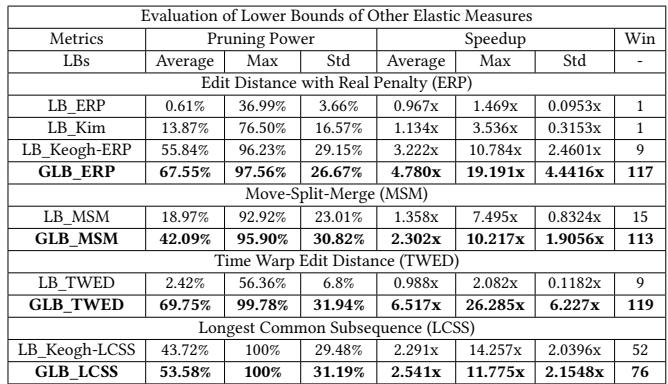 Evaluation of Lower Bounds of Other Elastic Measures
Metrics Pruning Power Speedup Win
LBs Average Max Std Average Max Std -
Edit Distance with Real Penalty (ERP)
LB_ERP 0.61% 36.99% 3.66% 0.967x 1.469x 0.0953x 1
LB_Kim 13.87% 76.50% 16.57% 1.134x 3.536x 0.3153x 1
LB_Keogh-ERP 55.84% 96.23% 29.15% 3.222x 10.784x 2.4601x 9
GLB_ERP 67.55% 97.56% 26.67% 4.780x 19.191x 4.4416x 117
Move-Split-Merge (MSM)
LB_MSM 18.97% 92.92% 23.01% 1.358x 7.495x 0.8324x 15
GLB_MSM 42.09% 95.90% 30.82% 2.302x 10.217x 1.9056x 113
Time Warp Edit Distance (TWED)
LB_TWED 2.42% 56.36% 6.8% 0.988x 2.082x 0.1182x 9
GLB_TWED 69.75% 99.78% 31.94% 6.517x 26.285x 6.227x 119
Longest Common Subsequence (LCSS)
LB_Keogh-LCSS 43.72% 100% 29.48% 2.291x 14.257x 2.0396x 52
GLB_LCSS 53.58% 100% 31.19% 2.541x 11.775x 2.1548x 76